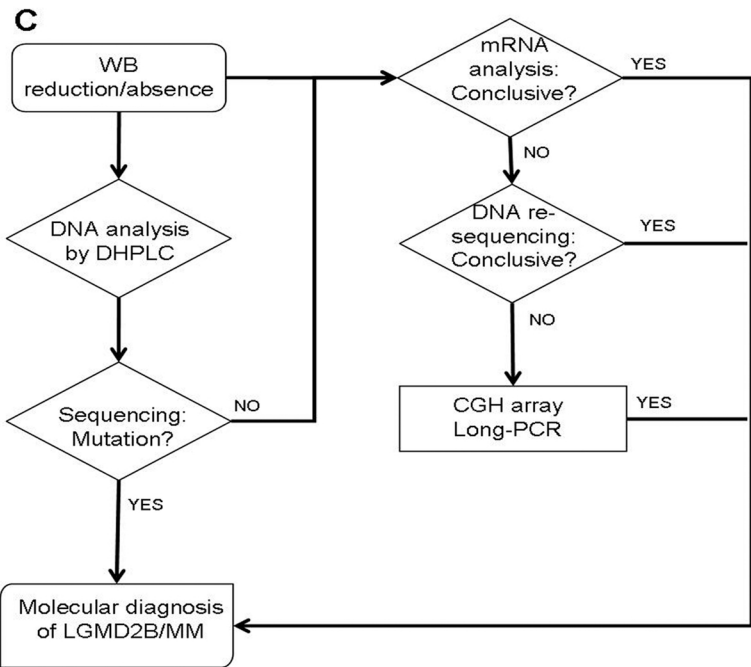 C
WB
reduction/absence
DNA analysis
by DHPLC
Sequencing:
Mutation?
NO
YES
Molecular diagnosis
of LGMD2B/MM
mRNA
analysis:
Conclusive?
YES
NO
DNA re-
sequencing:
Conclusive?
YES
NO
CGH array
Long-PCR
YES